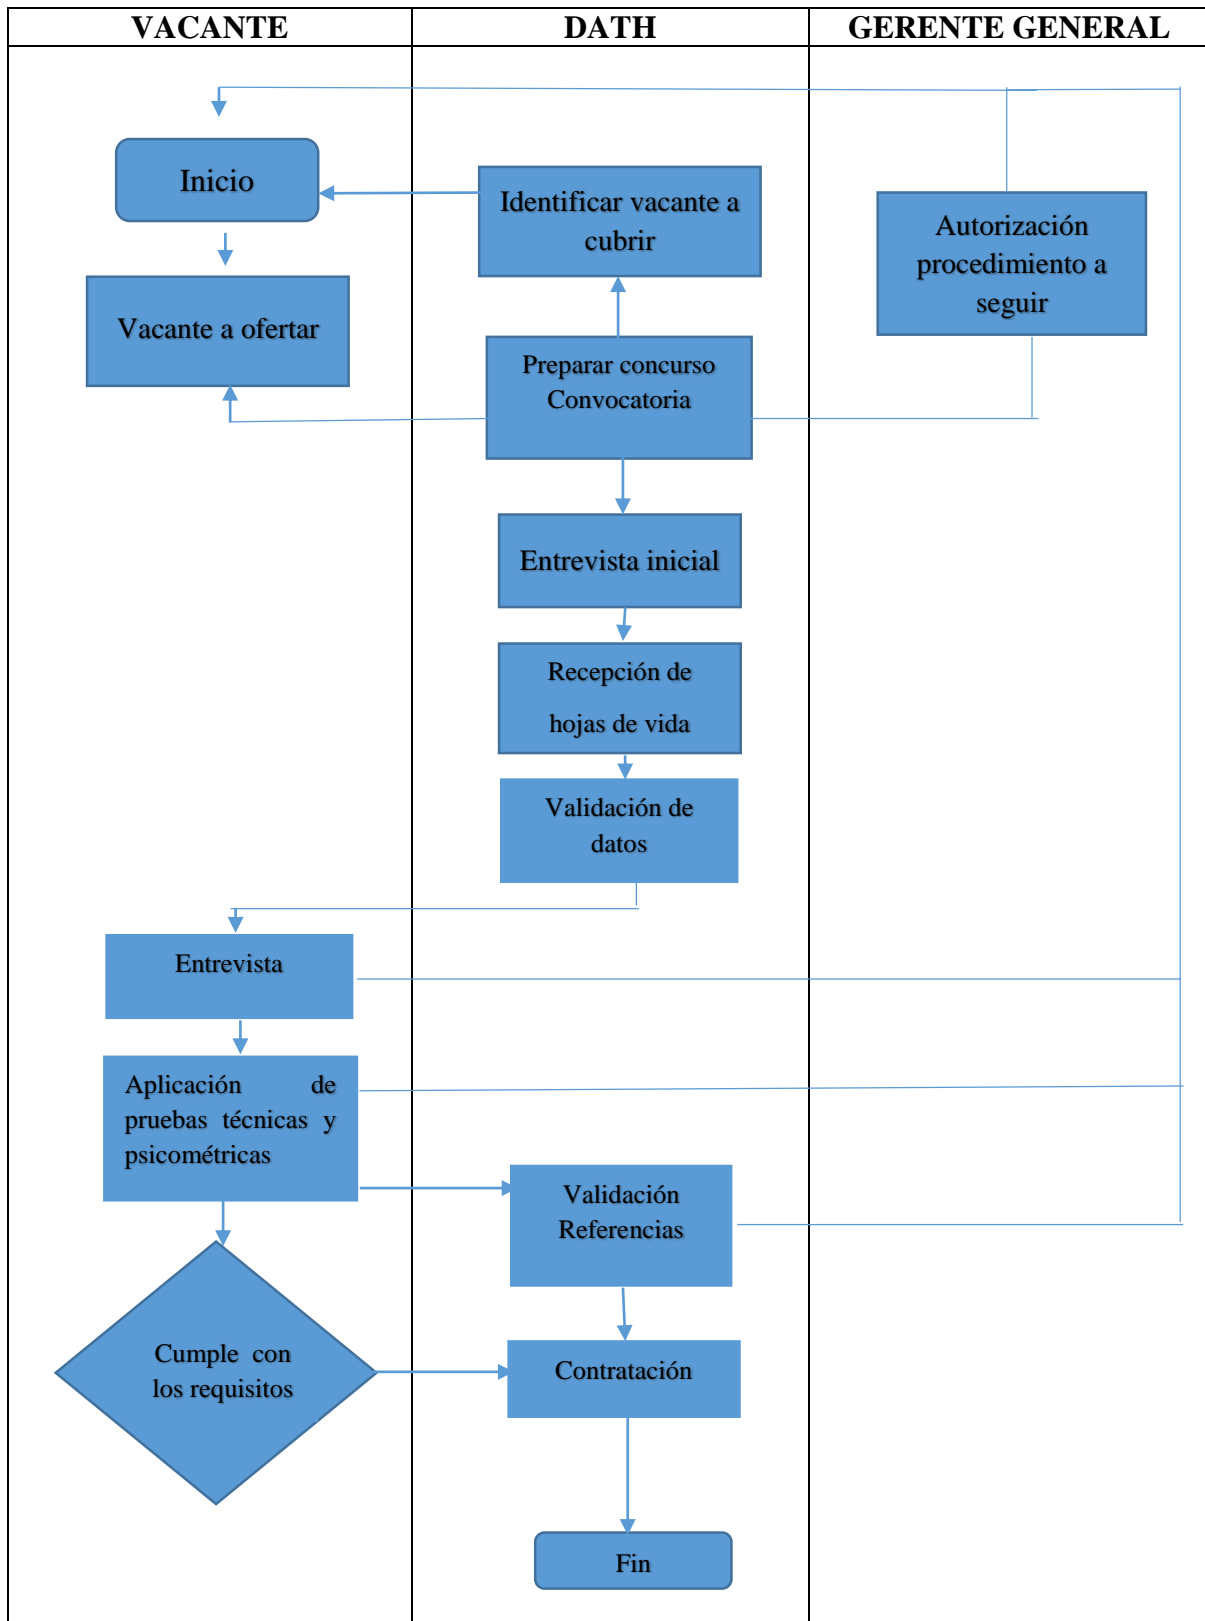 VACANTE
DATH
GERENTE GENERAL
Inicio
Identificar vacante a
cubrir
Autorización
procedimiento a
seguir
Vacante a ofertar
Preparar concurso
Convocatoria
Entrevista inicial
Recepción de
hojas de vida
Validación de
datos
Entrevista
Aplicación de
pruebas técnicas y
psicométricas
Validación
Referencias
Cumple con
los requisitos
Contratación
Fin